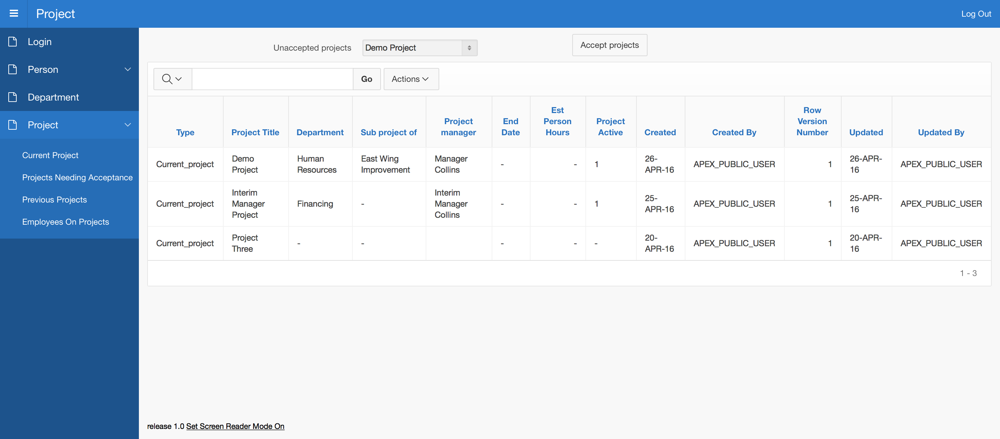 Project
Log Out
Login
Person
Department
Project
Current Project
Projects Needing Acceptance
Previous Projects
Employees On Projects
Unaccepted projects Demo Project Accept projects
Go Actions
Type Project Title Department Sub project of Project manager End Date Est Person Hours Project Active Created Created By Row Version Number Updated Updated By
Current_project Demo Project Human Resources East Wing Improvement Manager Collins - - 1 26-APR-16 APEX_PUBLIC_USER 1 26-APR-16 APEX_PUBLIC_USER
Current_project Interim Manager Project Financing - Interim Manager Collins - - 1 25-APR-16 APEX_PUBLIC_USER 1 25-APR-16 APEX_PUBLIC_USER
Current_project Project Three - - - - - 20-APR-16 APEX_PUBLIC_USER 1 20-APR-16 APEX_PUBLIC_USER
1 - 3
release 1.0 Set Screen Reader Mode On